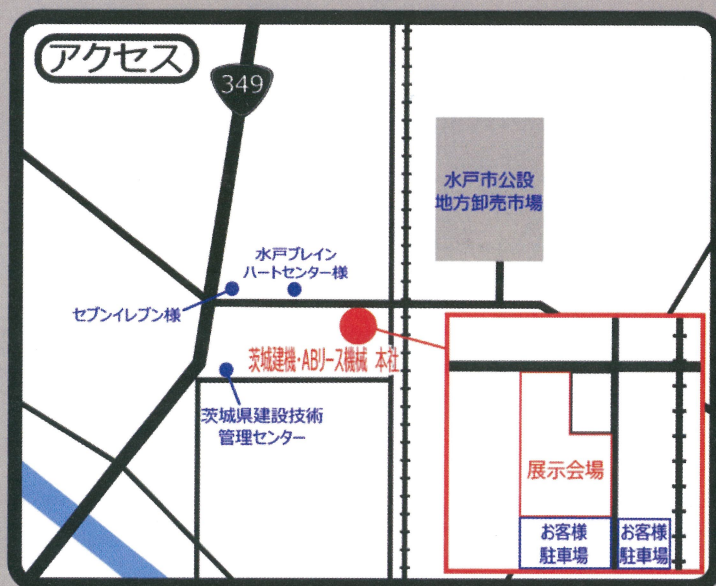 アクセス
349
水戸市公設
地方卸売市場
水戸ブレイン
ハートセンター様
セブンイレブン様
茨城建機・ABリース機械 本社
茨城県建設技術
管理センター
展示会場
お客様
駐車場
お客様
駐車場